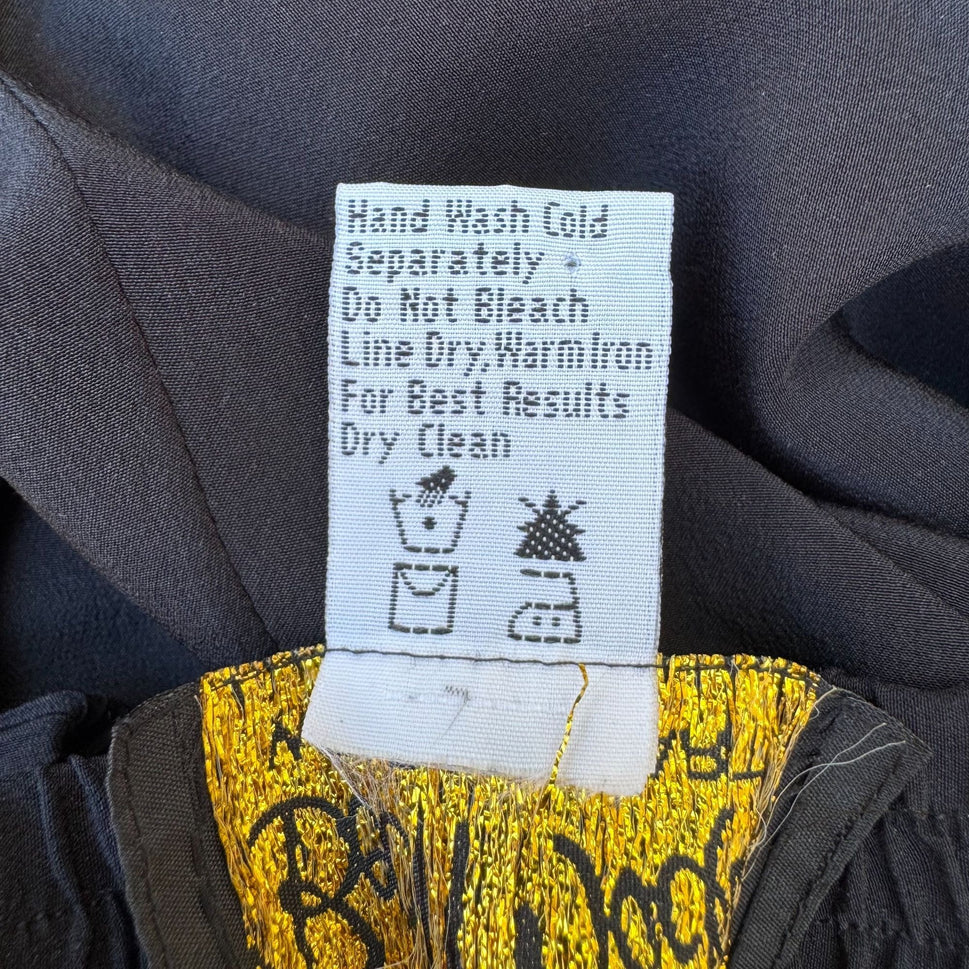 Hand Wash Cold
Separately
Do Not Bleach
Line Dry, Warm Iron
For Best Results
Dry Clean